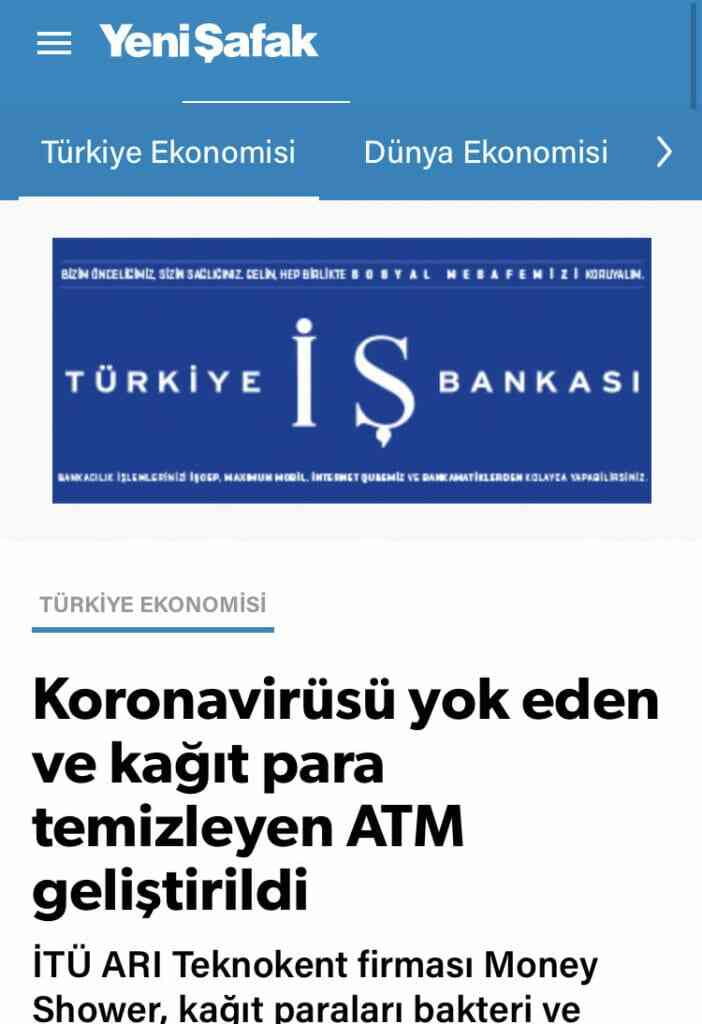 Yeni Şafak
Türkiye Ekonomisi
Dünya Ekonomisi
BİZİM ÖNCELİĞİMİZ, SİZİN SAĞLIĞINIZ. GELİN, HEP BİRLİKTE SOSYAL MESAFEMİZİ KORUYALIM.
TÜRKİYE İŞ BANKASI
BANKACILIK İŞLEMLERİNİZİ İŞCEP, MAXIMUM MOBİL, İNTERNET ŞUBEMİZ VE BANKAMATİKLERDEN KOLAYCA YAPABİLİRSİNİZ.
TÜRKİYE EKONOMİSİ
Koronavirüsü yok eden
ve kağıt para
temizleyen ATM
geliştirildi
İTÜ ARI Teknokent firması Money
Shower, kağıt paraları bakteri ve